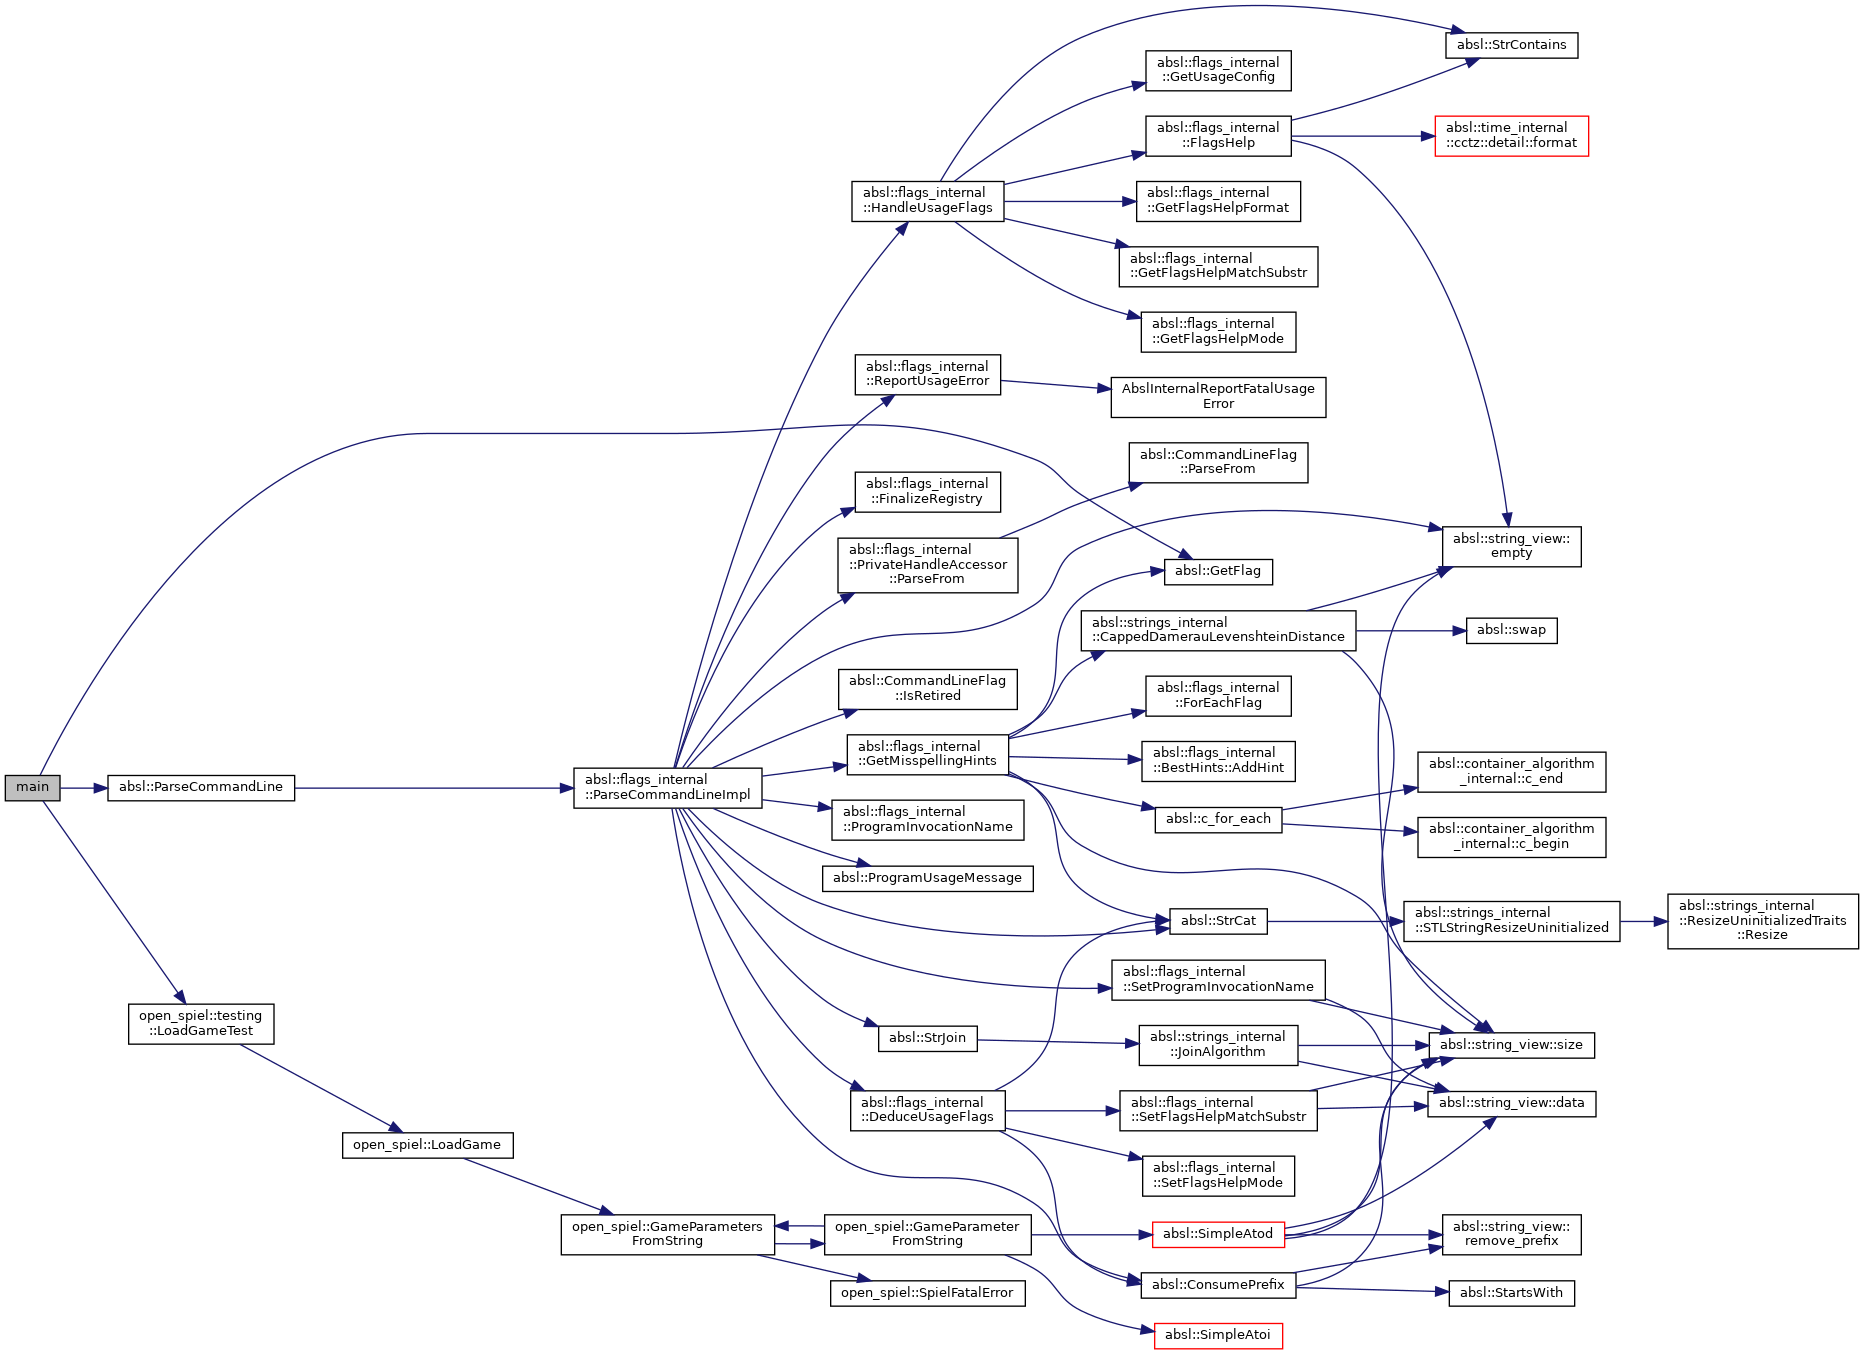 main
absl::ParseCommandLine
open_spiel::testing
::LoadGameTest
open_spiel::LoadGame
open_spiel::GameParameters
FromString
absl::flags_internal
::ParseCommandLineImpl
absl::flags_internal
::HandleUsageFlags
absl::flags_internal
::ReportUsageError
absl::flags_internal
::FinalizeRegistry
absl::flags_internal
::PrivateHandleAccessor
::ParseFrom
absl::CommandLineFlag
::IsRetired
absl::flags_internal
::GetMisspellingHints
absl::flags_internal
::ProgramInvocationName
absl::ProgramUsageMessage
absl::StrJoin
absl::flags_internal
::DeduceUsageFlags
open_spiel::GameParameter
FromString
open_spiel::SpielFatalError
absl::flags_internal
::GetUsageConfig
absl::flags_internal
::FlagsHelp
absl::flags_internal
::GetFlagsHelpFormat
absl::flags_internal
::GetFlagsHelpMatchSubstr
absl::flags_internal
::GetFlagsHelpMode
AbslInternalReportFatalUsage
Error
absl::CommandLineFlag
::ParseFrom
absl::GetFlag
absl::strings_internal
::CappedDamerauLevenshteinDistance
absl::flags_internal
::ForEachFlag
absl::flags_internal
::BestHints::AddHint
absl::c_for_each
absl::StrCat
absl::flags_internal
::SetProgramInvocationName
absl::strings_internal
::JoinAlgorithm
absl::flags_internal
::SetFlagsHelpMatchSubstr
absl::flags_internal
::SetFlagsHelpMode
absl::SimpleAtod
absl::ConsumePrefix
absl::SimpleAtoi
absl::StrContains
absl::time_internal
::cctz::detail::format
absl::string_view::
empty
absl::swap
absl::container_algorithm
_internal::c_end
absl::container_algorithm
_internal::c_begin
absl::strings_internal
::STLStringResizeUninitialized
absl::string_view::size
absl::string_view::data
absl::string_view::
remove_prefix
absl::StartsWith
absl::strings_internal
::ResizeUninitializedTraits
::Resize